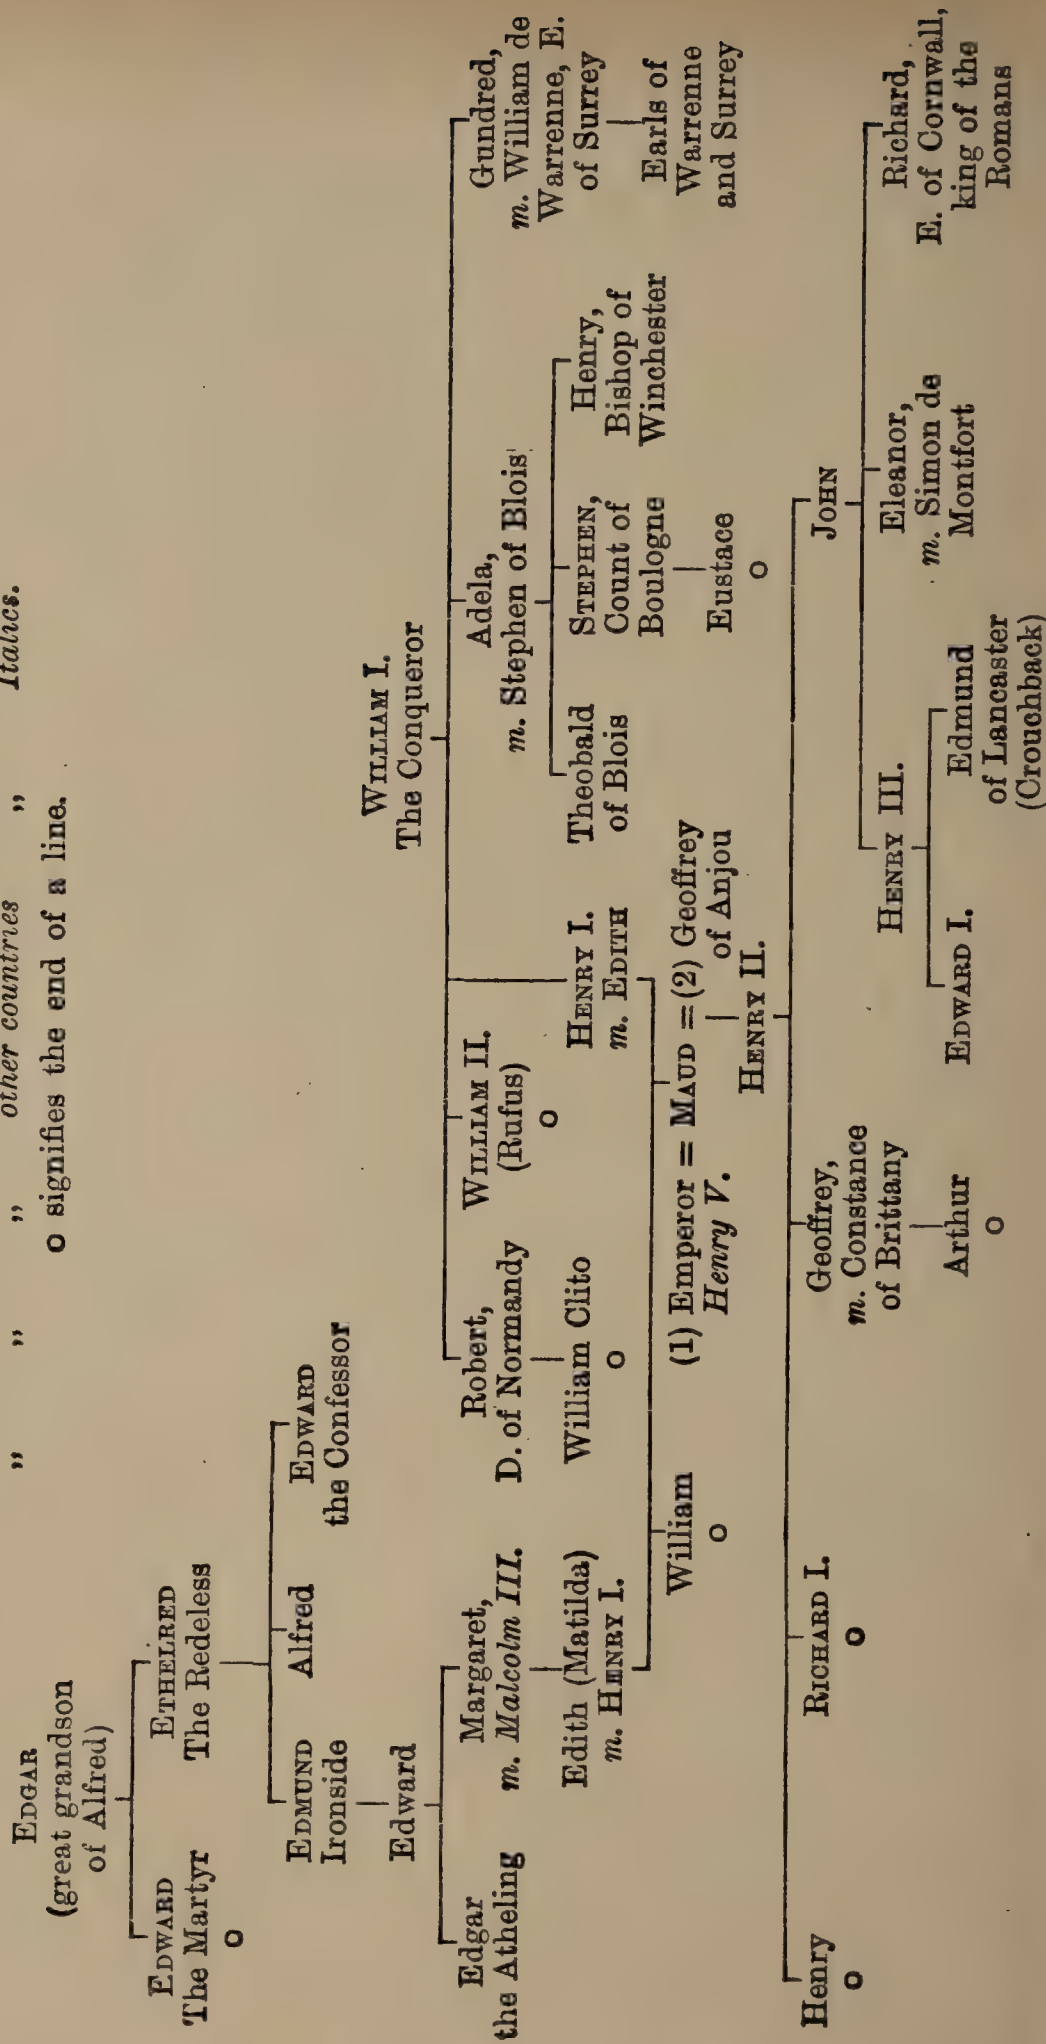 „ „ „ other countries „ Italics.
o signifies the end of a line.
EDGAR
(great grandson
of Alfred)
EDWARD
The Martyr
o
ETHELRED
The Redeless
EDMUND
Ironside
Alfred
EDWARD
the Confessor
Edward
Edgar
the Atheling
Margaret,
m. Malcolm III.
Edith (Matilda)
m. HENRY I.
WILLIAM I.
The Conqueror
Robert,
D. of Normandy
William Clito
o
WILLIAM II.
(Rufus)
o
HENRY I.
m. EDITH
Adela,
m. Stephen of Blois
Theobald
of Blois
STEPHEN,
Count of
Boulogne
Eustace
o
Henry,
Bishop of
Winchester
Gundred,
m. William de
Warrenne, E.
of Surrey
Earls of
Warrenne
and Surrey
William
o
(1) Emperor = MAUD = (2) Geoffrey
Henry V.
of Anjou
HENRY II.
Henry
o
RICHARD I.
o
Geoffrey,
m. Constance
of Brittany
Arthur
o
JOHN
HENRY III.
Eleanor,
m. Simon de
Montfort
Richard,
E. of Cornwall,
king of the
Romans
EDWARD I.
Edmund
of Lancaster
(Crouchback)